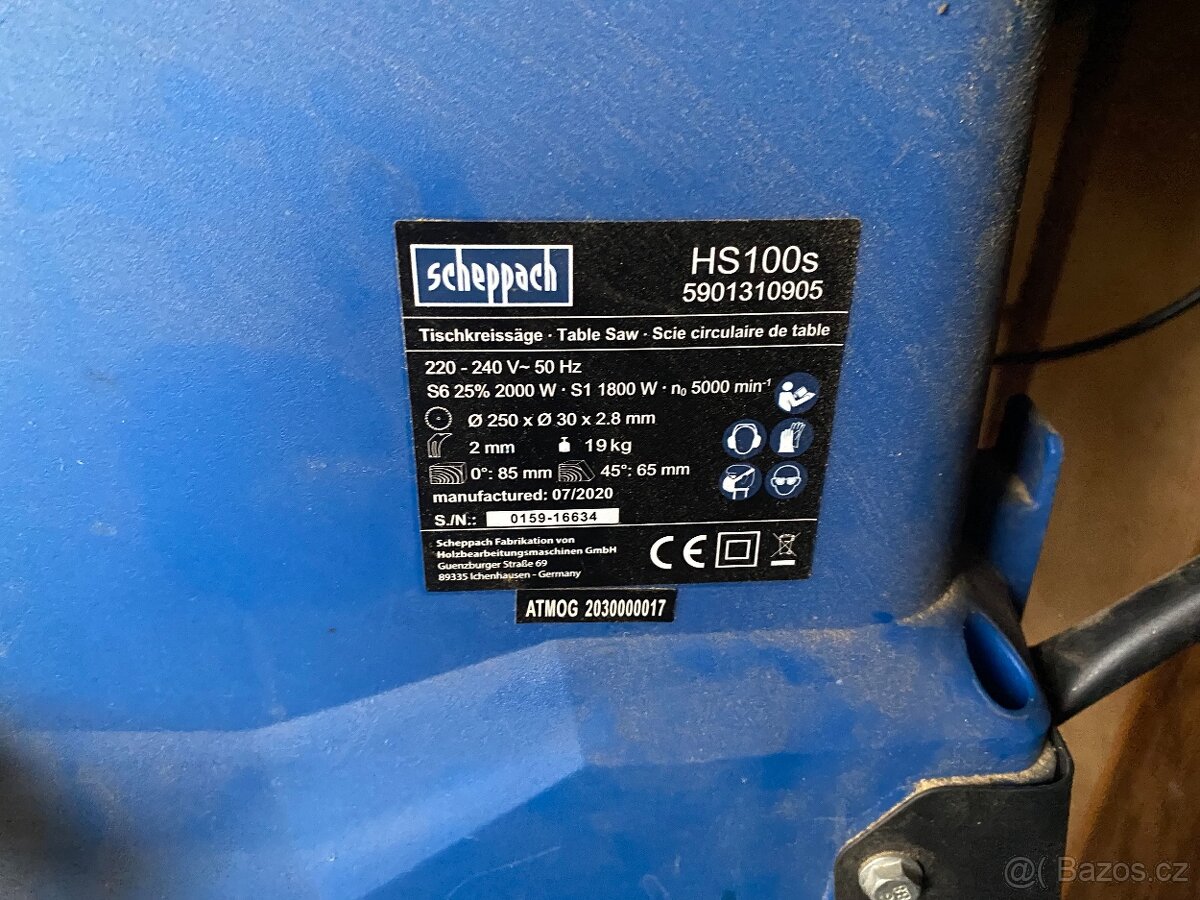 scheppach
HS100s
5901310905
Tischkreissäge · Table Saw · Scie circulaire de table
220 - 240 V~ 50 Hz
S6 25% 2000 W · S1 1800 W · n₀ 5000 min⁻¹
Ø 250 x Ø 30 x 2.8 mm
2 mm 19 kg
0°: 85 mm 45°: 65 mm
manufactured: 07/2020
S./N.: 0159-16634
Scheppach Fabrikation von
Holzbearbeitungsmaschinen GmbH
Guenzburger Straße 69
89335 Ichenhausen - Germany
CE
ATMOG 2030000017
Bazos.cz